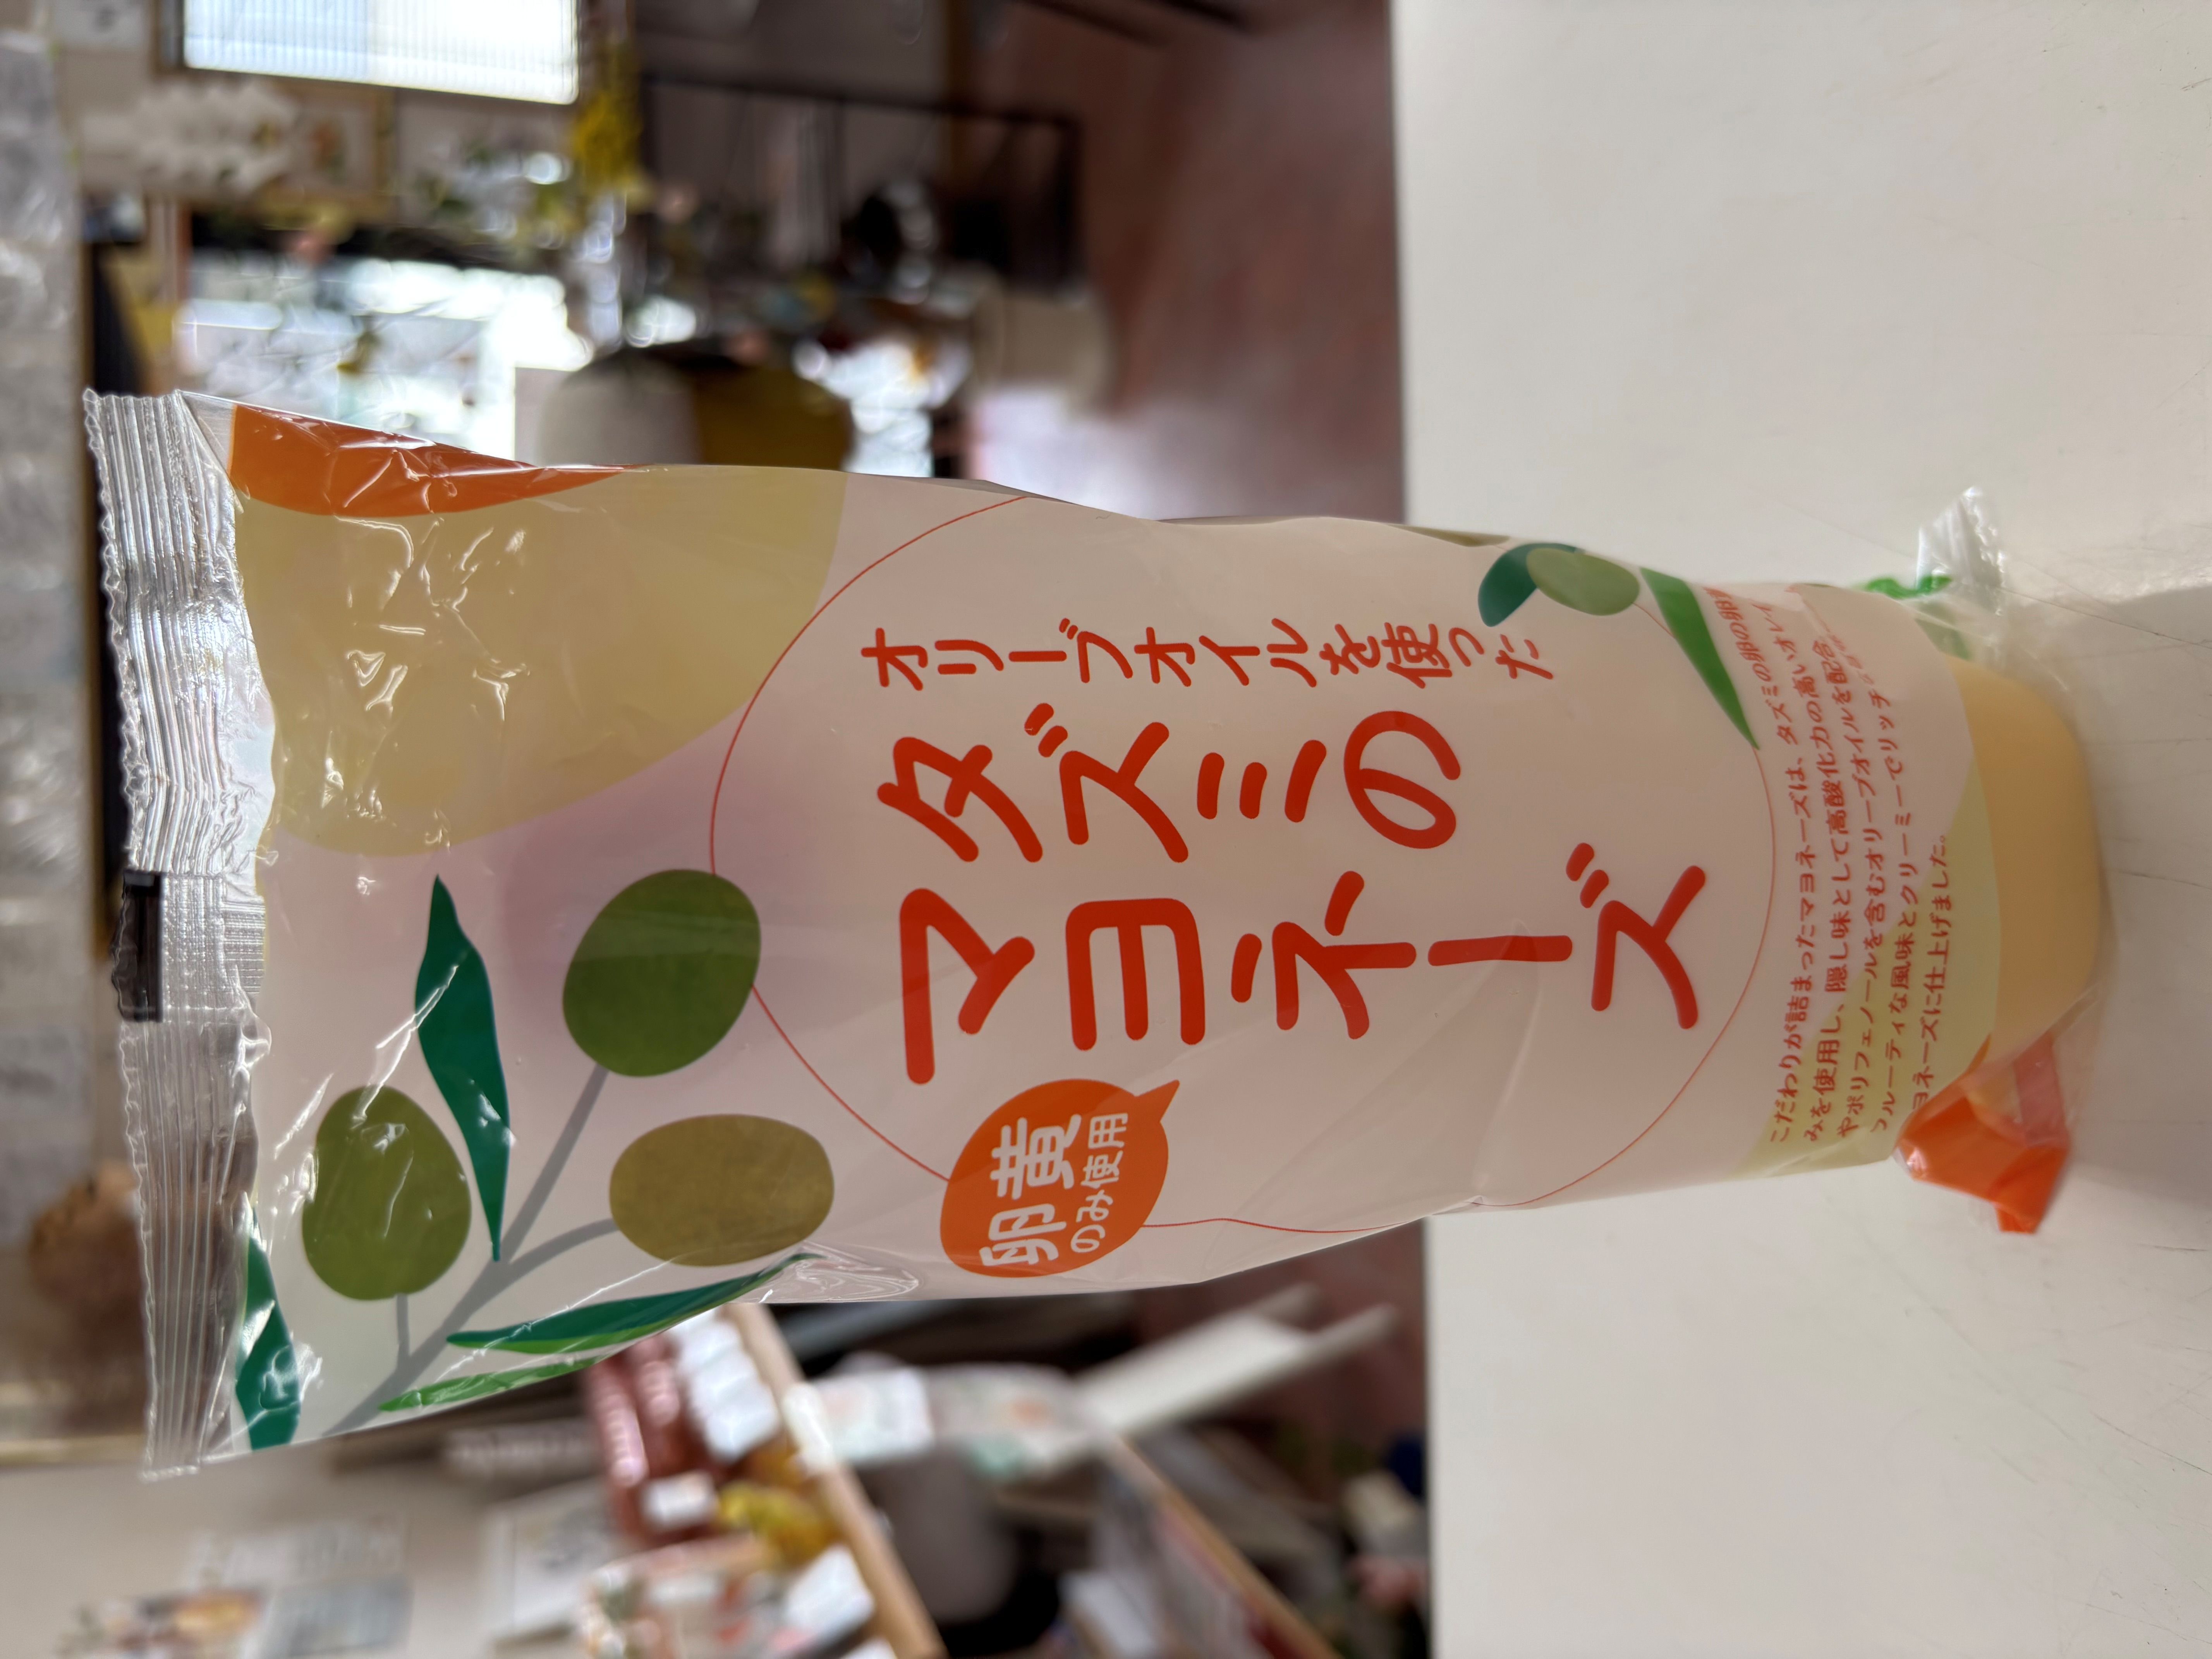 オリーブオイルを使った
タズミの
マヨネーズ
卵黄
のみ使用
こだわりが詰まったマヨネーズは、タズミの卵の卵
みを使用し、隠し味として高酸化力の高いオレイ
やポリフェノールを含むオリーブオイルを配合
フルーティな風味とクリーミーでリッチ
ヨネーズに仕上げました。